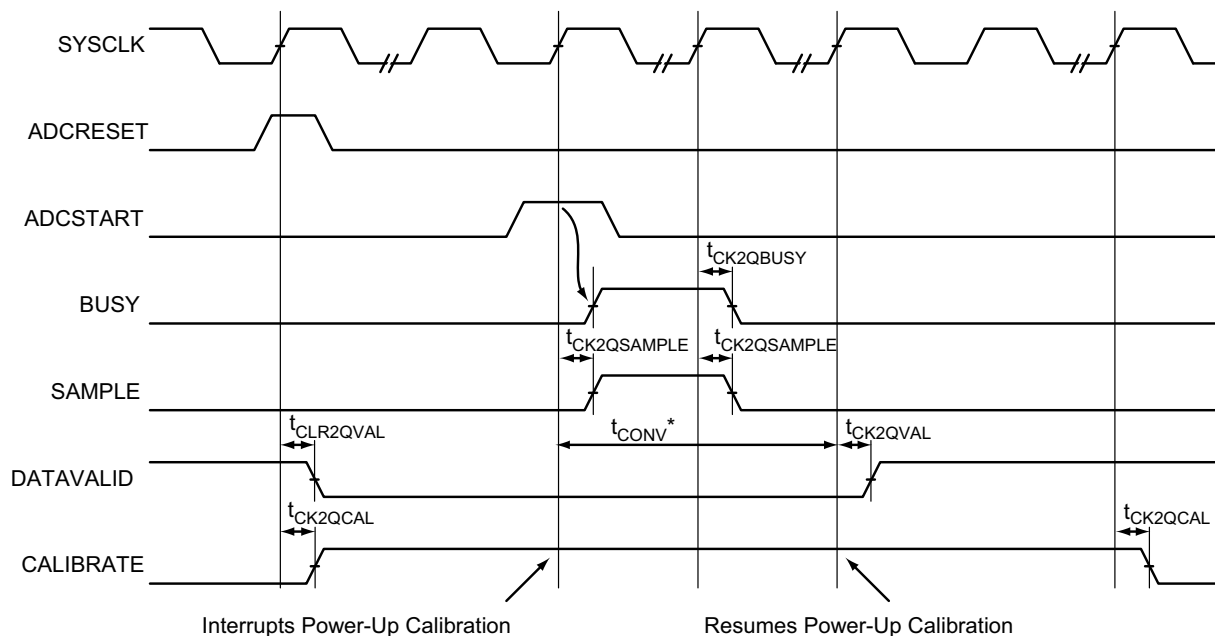 SYSCLK
ADCRESET
ADCSTART
tCK2QBUSY
BUSY
tCK2QSAMPLE tCK2QSAMPLE
SAMPLE
tCLR2QVAL tCONV* tCK2QVAL
DATAVALID
tCK2QCAL tCK2QCAL
CALIBRATE
Interrupts Power-Up Calibration Resumes Power-Up Calibration